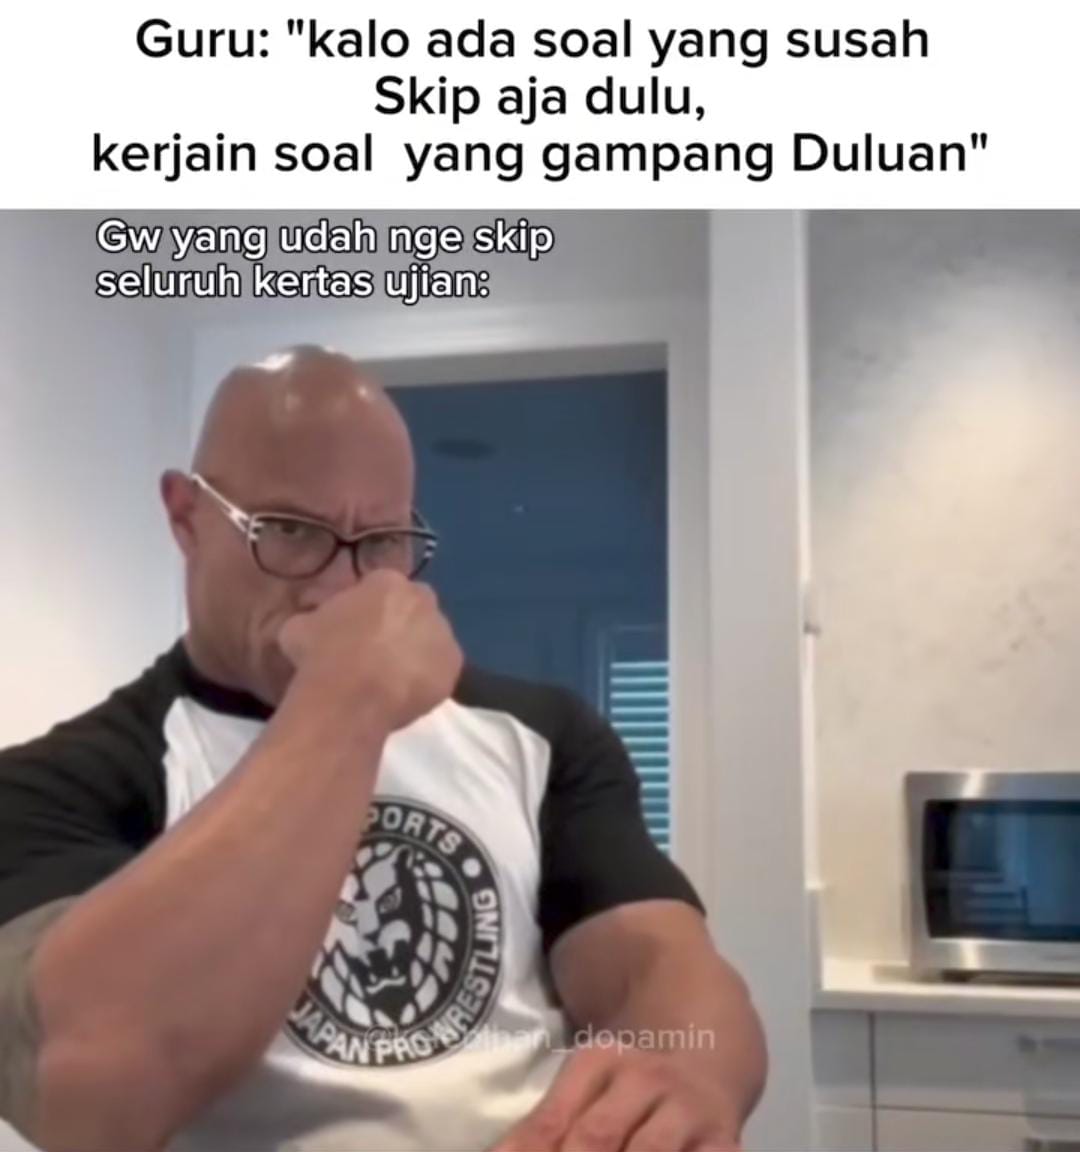 Guru: "kalo ada soal yang susah
Skip aja dulu,
kerjain soal yang gampang Duluan"
Gw yang udah nge skip
seluruh kertas ujian:
PORTS
JAPAN PRO WRESTLING